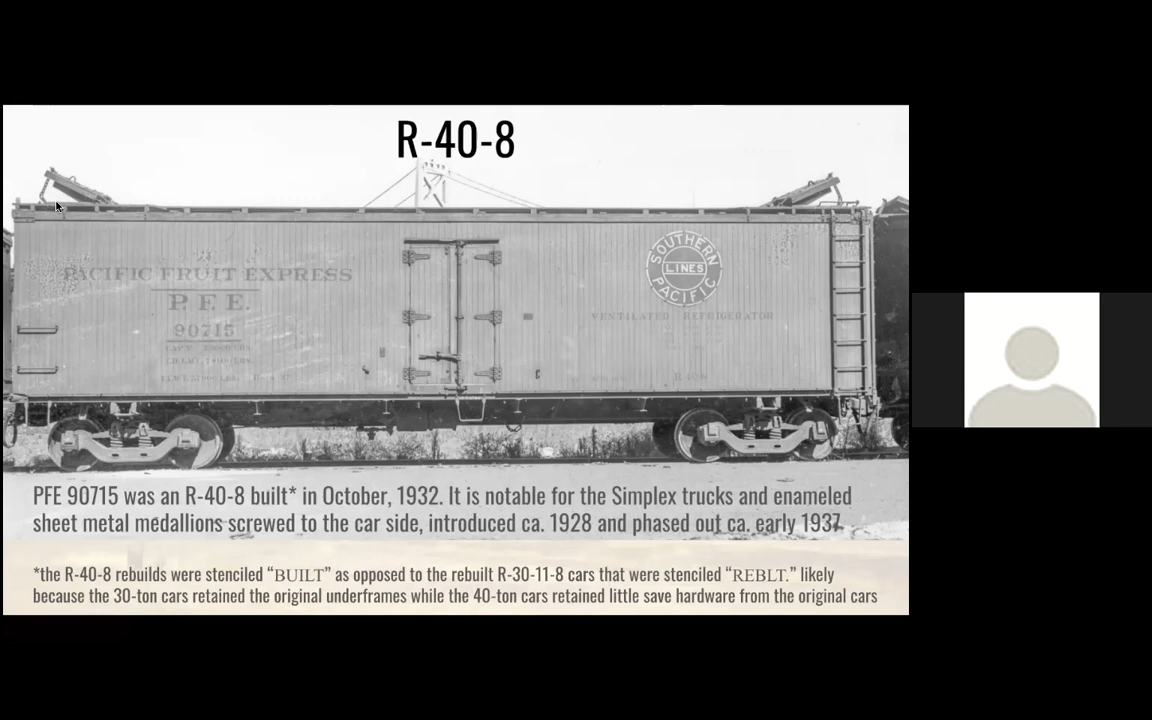 R-40-8
PACIFIC FRUIT EXPRESS
P.F.E.
90715
SOUTHERN
LINES
PACIFIC
VENTILATED REFRIGERATOR
PFE 90715 was an R-40-8 built* in October, 1932. It is notable for the Simplex trucks and enameled
sheet metal medallions screwed to the car side, introduced ca. 1928 and phased out ca. early 1937.
*the R-40-8 rebuilds were stenciled “BUILT” as opposed to the rebuilt R-30-11-8 cars that were stenciled “REBLT.” likely
because the 30-ton cars retained the original underframes while the 40-ton cars retained little save hardware from the original cars